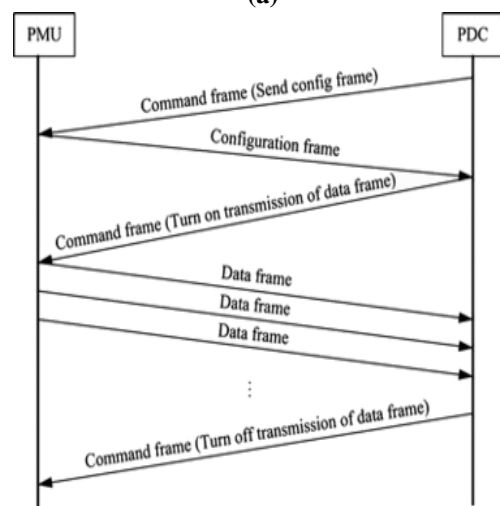 (a)
PMU
PDC
Command frame (Send config frame)
Configuration frame
Command frame (Turn on transmission of data frame)
Data frame
Data frame
Data frame
⋮
Command frame (Turn off transmission of data frame)